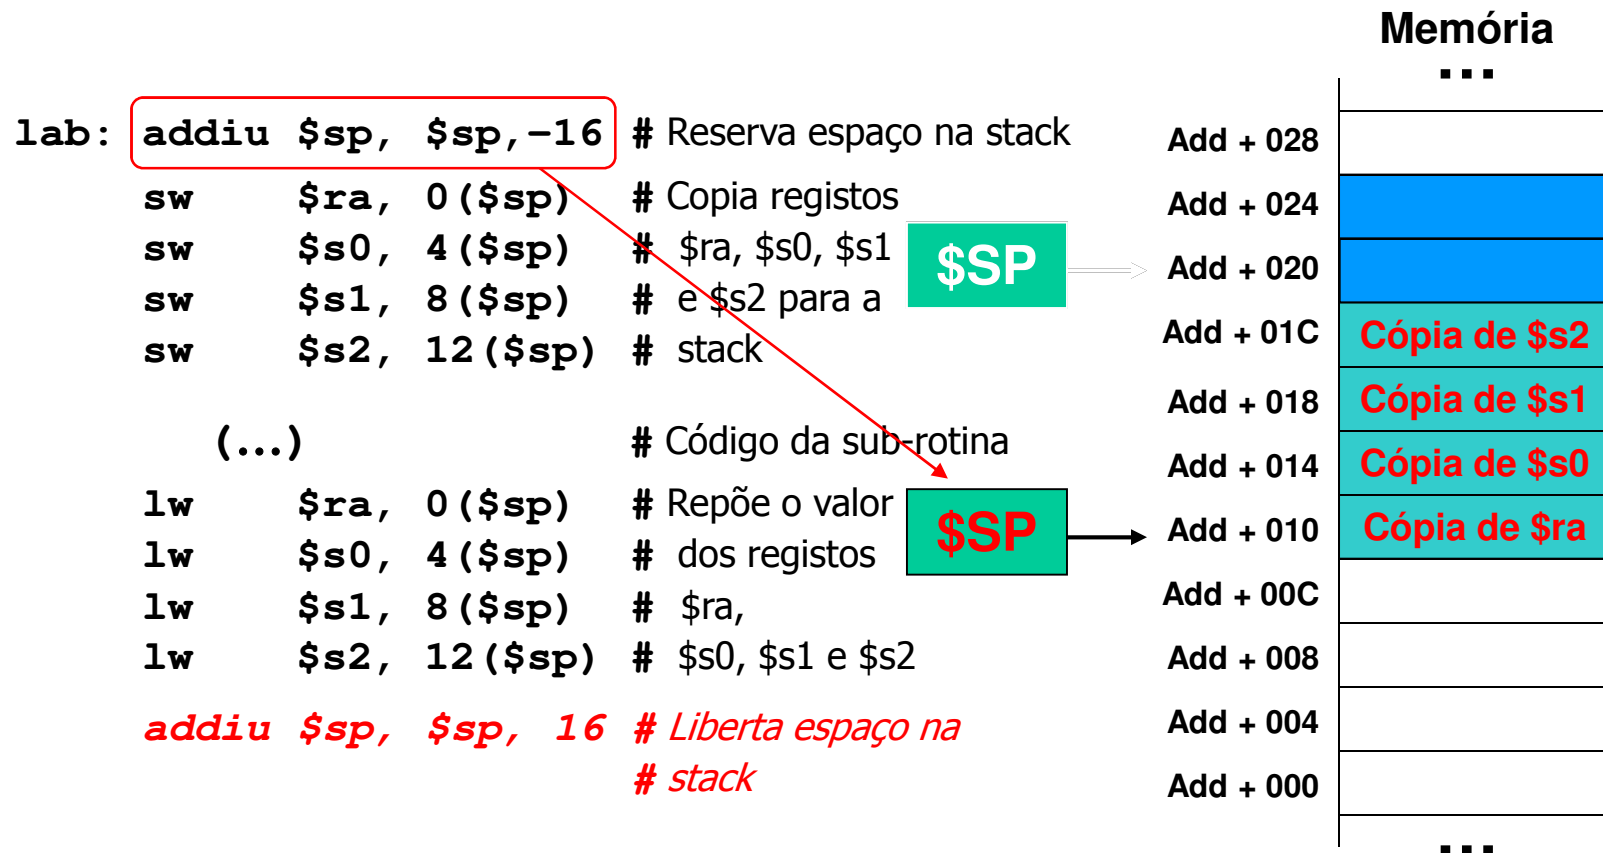 Memória
...
lab: addiu $sp, $sp,-16 # Reserva espaço na stack
sw $ra, 0($sp) # Copia registos
sw $s0, 4($sp) # $ra, $s0, $s1
sw $s1, 8($sp) # e $s2 para a
sw $s2, 12($sp) # stack
(...) # Código da sub-rotina
lw $ra, 0($sp) # Repõe o valor
lw $s0, 4($sp) # dos registos
lw $s1, 8($sp) # $ra,
lw $s2, 12($sp) # $s0, $s1 e $s2
addiu $sp, $sp, 16 # Liberta espaço na
# stack
$SP
$SP
Add + 028
Add + 024
Add + 020
Add + 01C Cópia de $s2
Add + 018 Cópia de $s1
Add + 014 Cópia de $s0
Add + 010 Cópia de $ra
Add + 00C
Add + 008
Add + 004
Add + 000
...